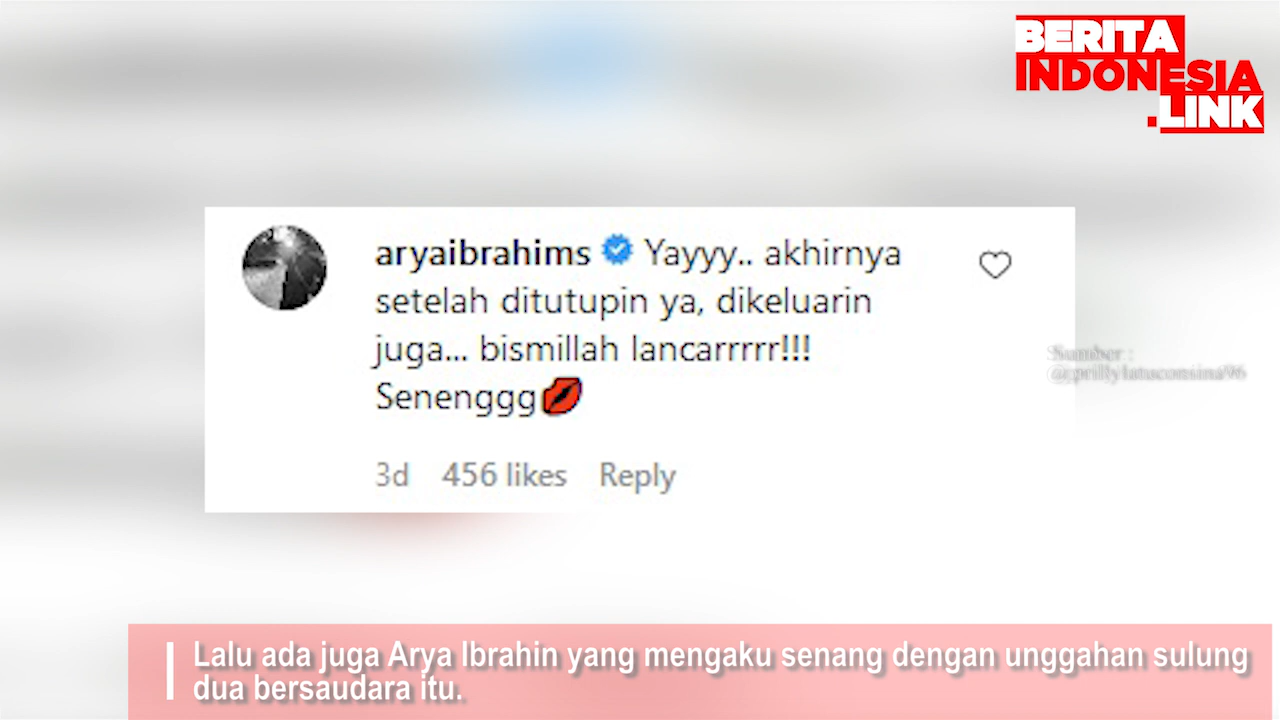 BERITA
INDONESIA
.LINK
aryaibrahims Yayyy.. akhirnya
setelah ditutupin ya, dikeluarin
juga... bismillah lancarrrrr!!!
Senenggg💋
3d 456 likes Reply
Sumber :
@prillylatuconsina96
Lalu ada juga Arya Ibrahin yang mengaku senang dengan unggahan sulung
dua bersaudara itu.